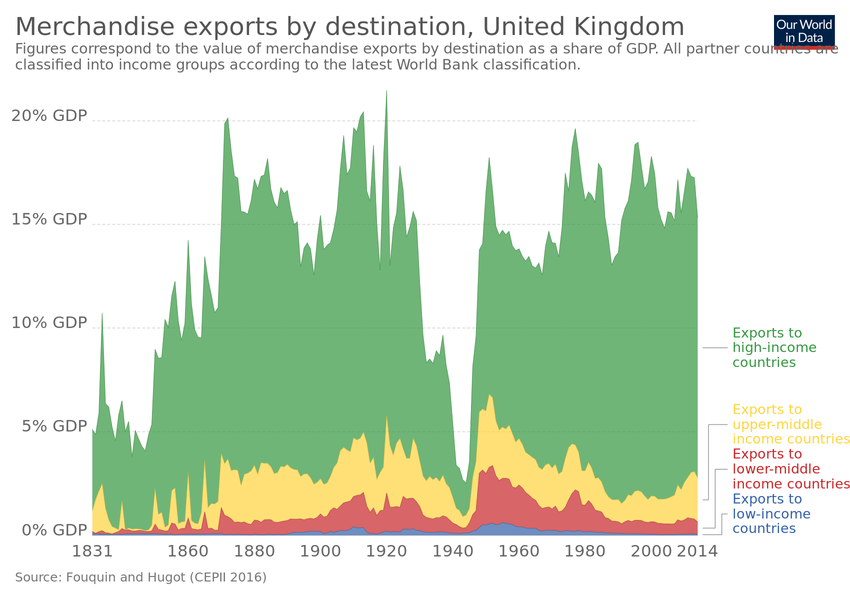 Merchandise exports by destination, United Kingdom
Our World
in Data
Figures correspond to the value of merchandise exports by destination as a share of GDP. All partner countries are
classified into income groups according to the latest World Bank classification.
20% GDP
15% GDP
10% GDP
5% GDP
0% GDP
Exports to
high-income
countries
Exports to
upper-middle
income countries
Exports to
lower-middle
income countries
Exports to
low-income
countries
1831 1860 1880 1900 1920 1940 1960 1980 2000 2014
Source: Fouquin and Hugot (CEPII 2016)